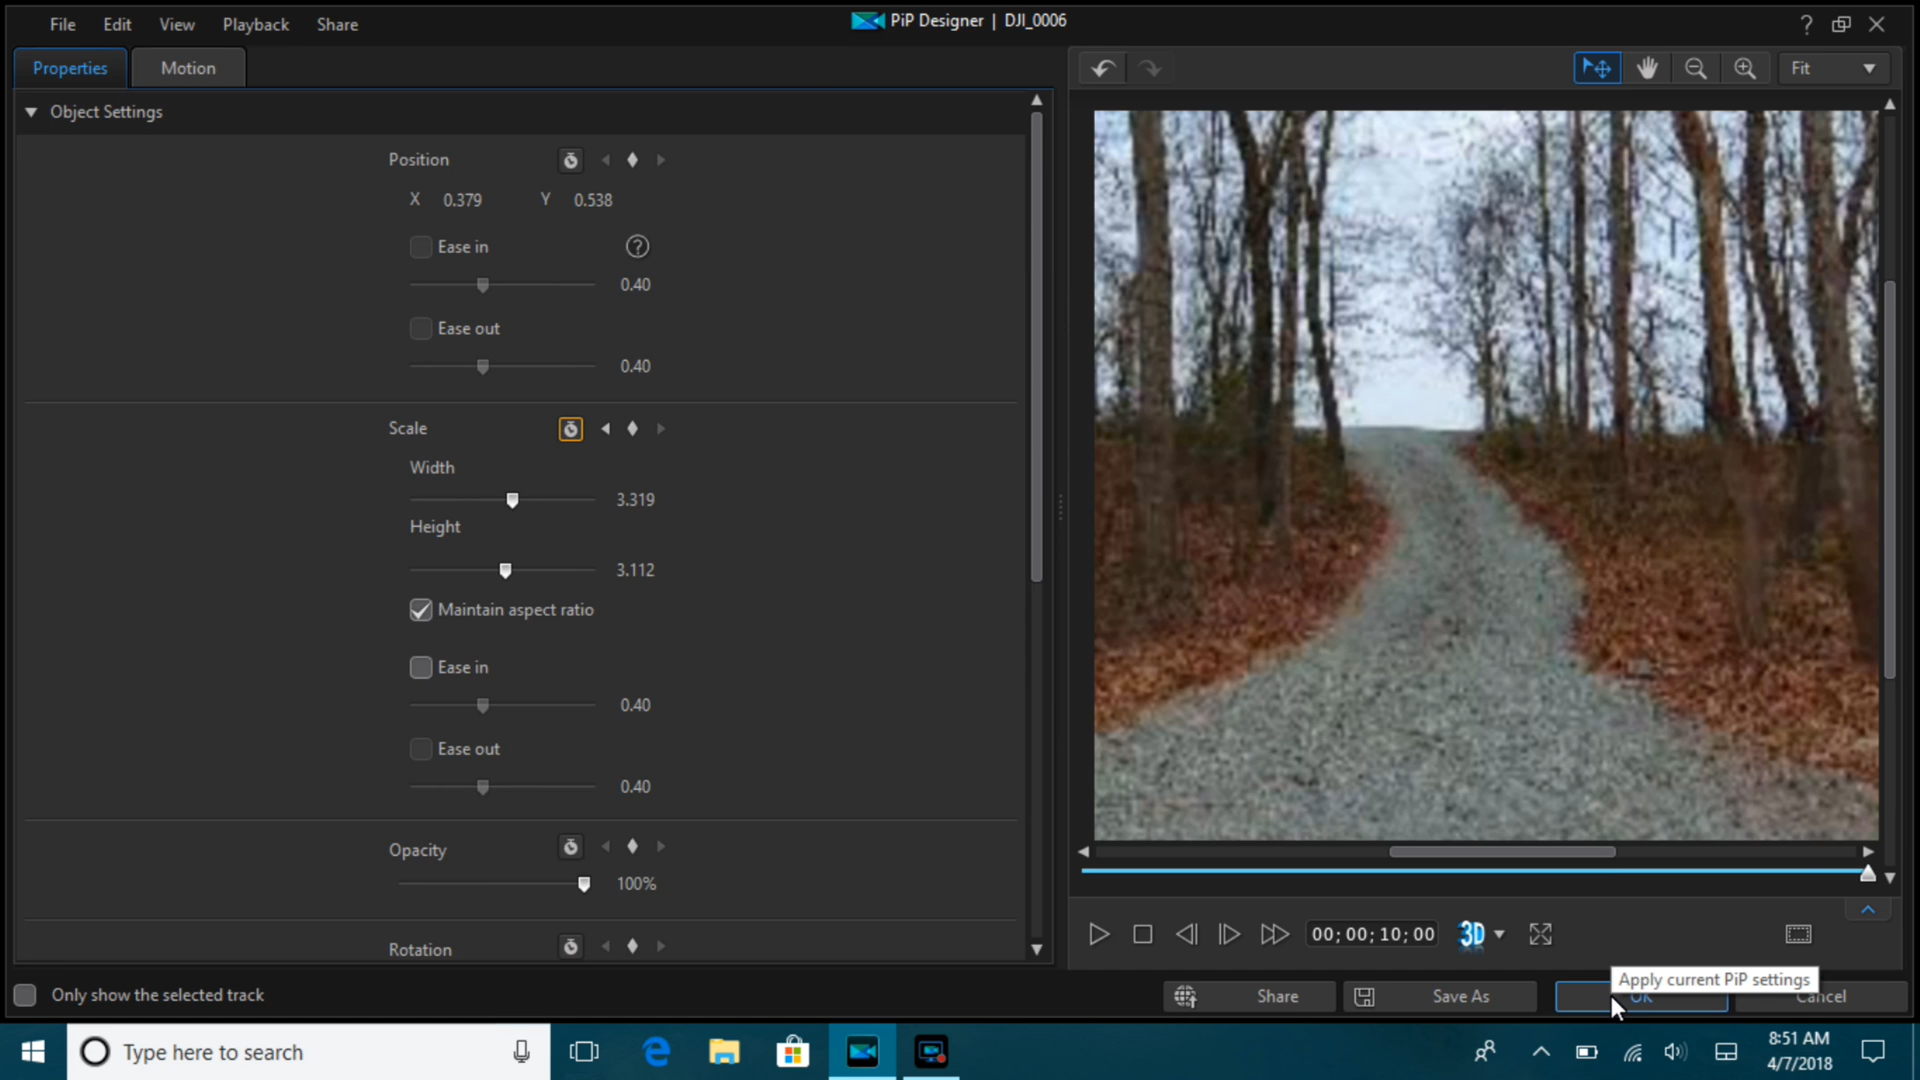 File Edit View Playback Share
PiP Designer | DJI_0006
?
Properties Motion
Fit
Object Settings
Position
X 0.379 Y 0.538
Ease in ?
0.40
Ease out
0.40
Scale
Width
3.319
Height
3.112
Maintain aspect ratio
Ease in
0.40
Ease out
0.40
Opacity
100%
Rotation
00;00;10;00 3D
Apply current PiP settings
Only show the selected track
Share Save As OK Cancel
Type here to search
8:51 AM
4/7/2018